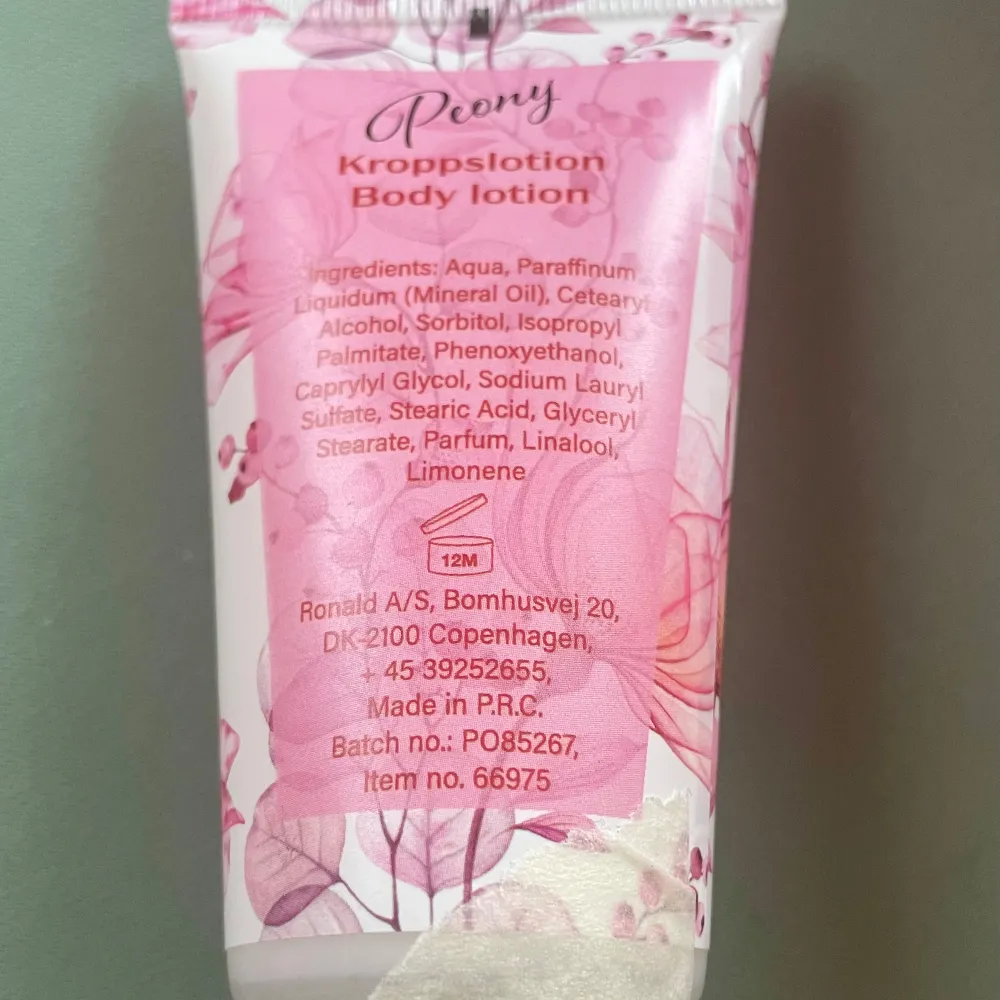 Peony
Kroppslotion
Body lotion
Ingredients: Aqua, Paraffinum
Liquidum (Mineral Oil), Cetearyl
Alcohol, Sorbitol, Isopropyl
Palmitate, Phenoxyethanol,
Caprylyl Glycol, Sodium Lauryl
Sulfate, Stearic Acid, Glyceryl
Stearate, Parfum, Linalool,
Limonene
12M
Ronald A/S, Bomhusvej 20,
DK-2100 Copenhagen,
+ 45 39252655,
Made in P.R.C.
Batch no.: PO85267,
Item no. 66975